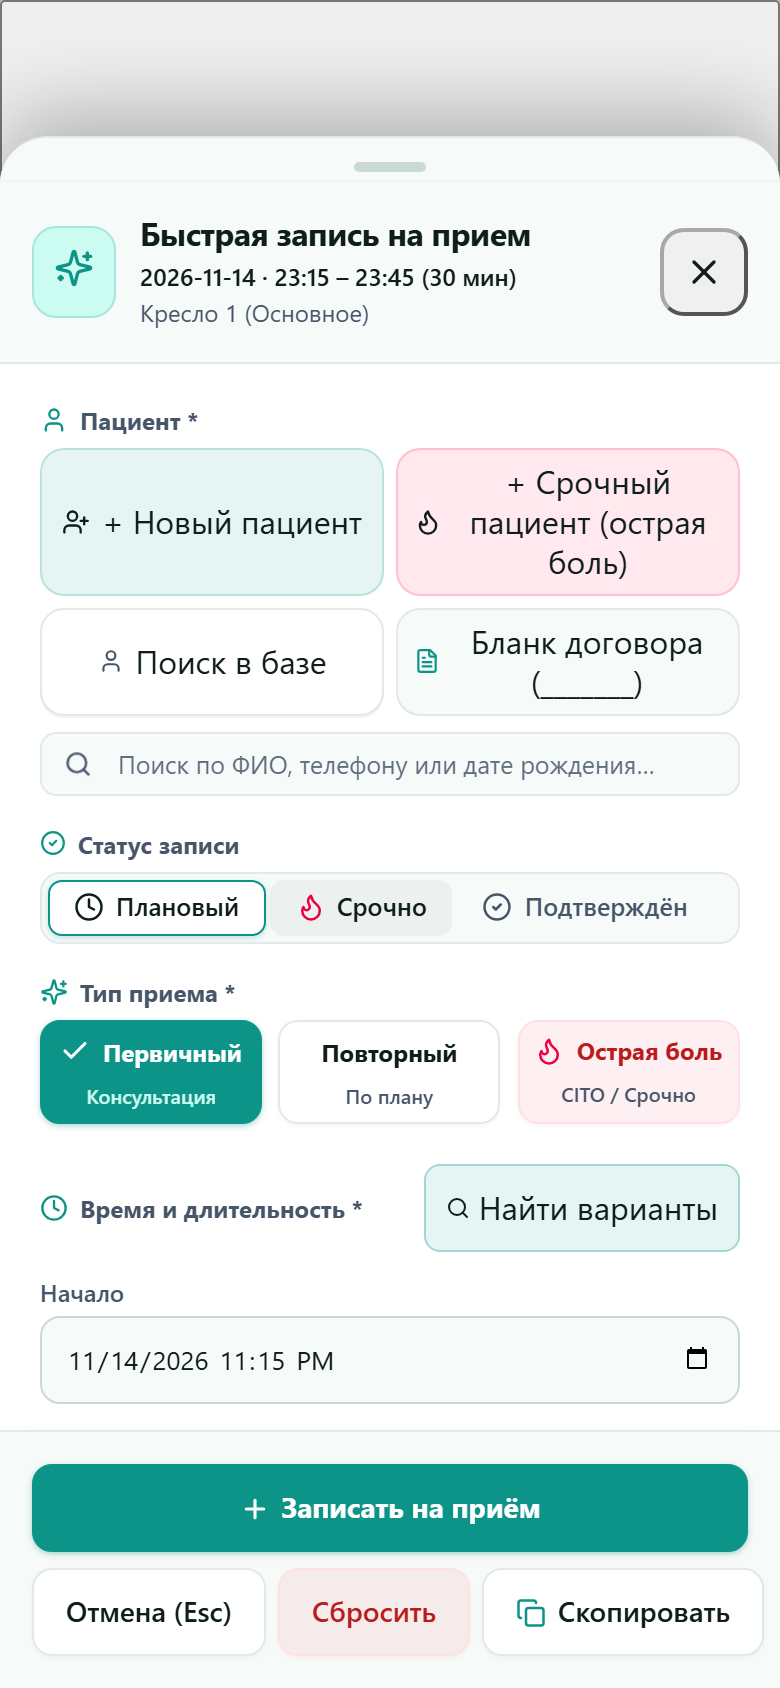 Быстрая запись на прием
2026-11-14 · 23:15 – 23:45 (30 мин)
Кресло 1 (Основное)
Пациент *
+ Новый пациент
+ Срочный
пациент (острая
боль)
Поиск в базе
Бланк договора
(_______)
Поиск по ФИО, телефону или дате рождения...
Статус записи
Плановый
Срочно
Подтверждён
Тип приема *
Первичный
Консультация
Повторный
По плану
Острая боль
CITO / Срочно
Время и длительность *
Найти варианты
Начало
11/14/2026 11:15 PM
Записать на приём
Отмена (Esc)
Сбросить
Скопировать